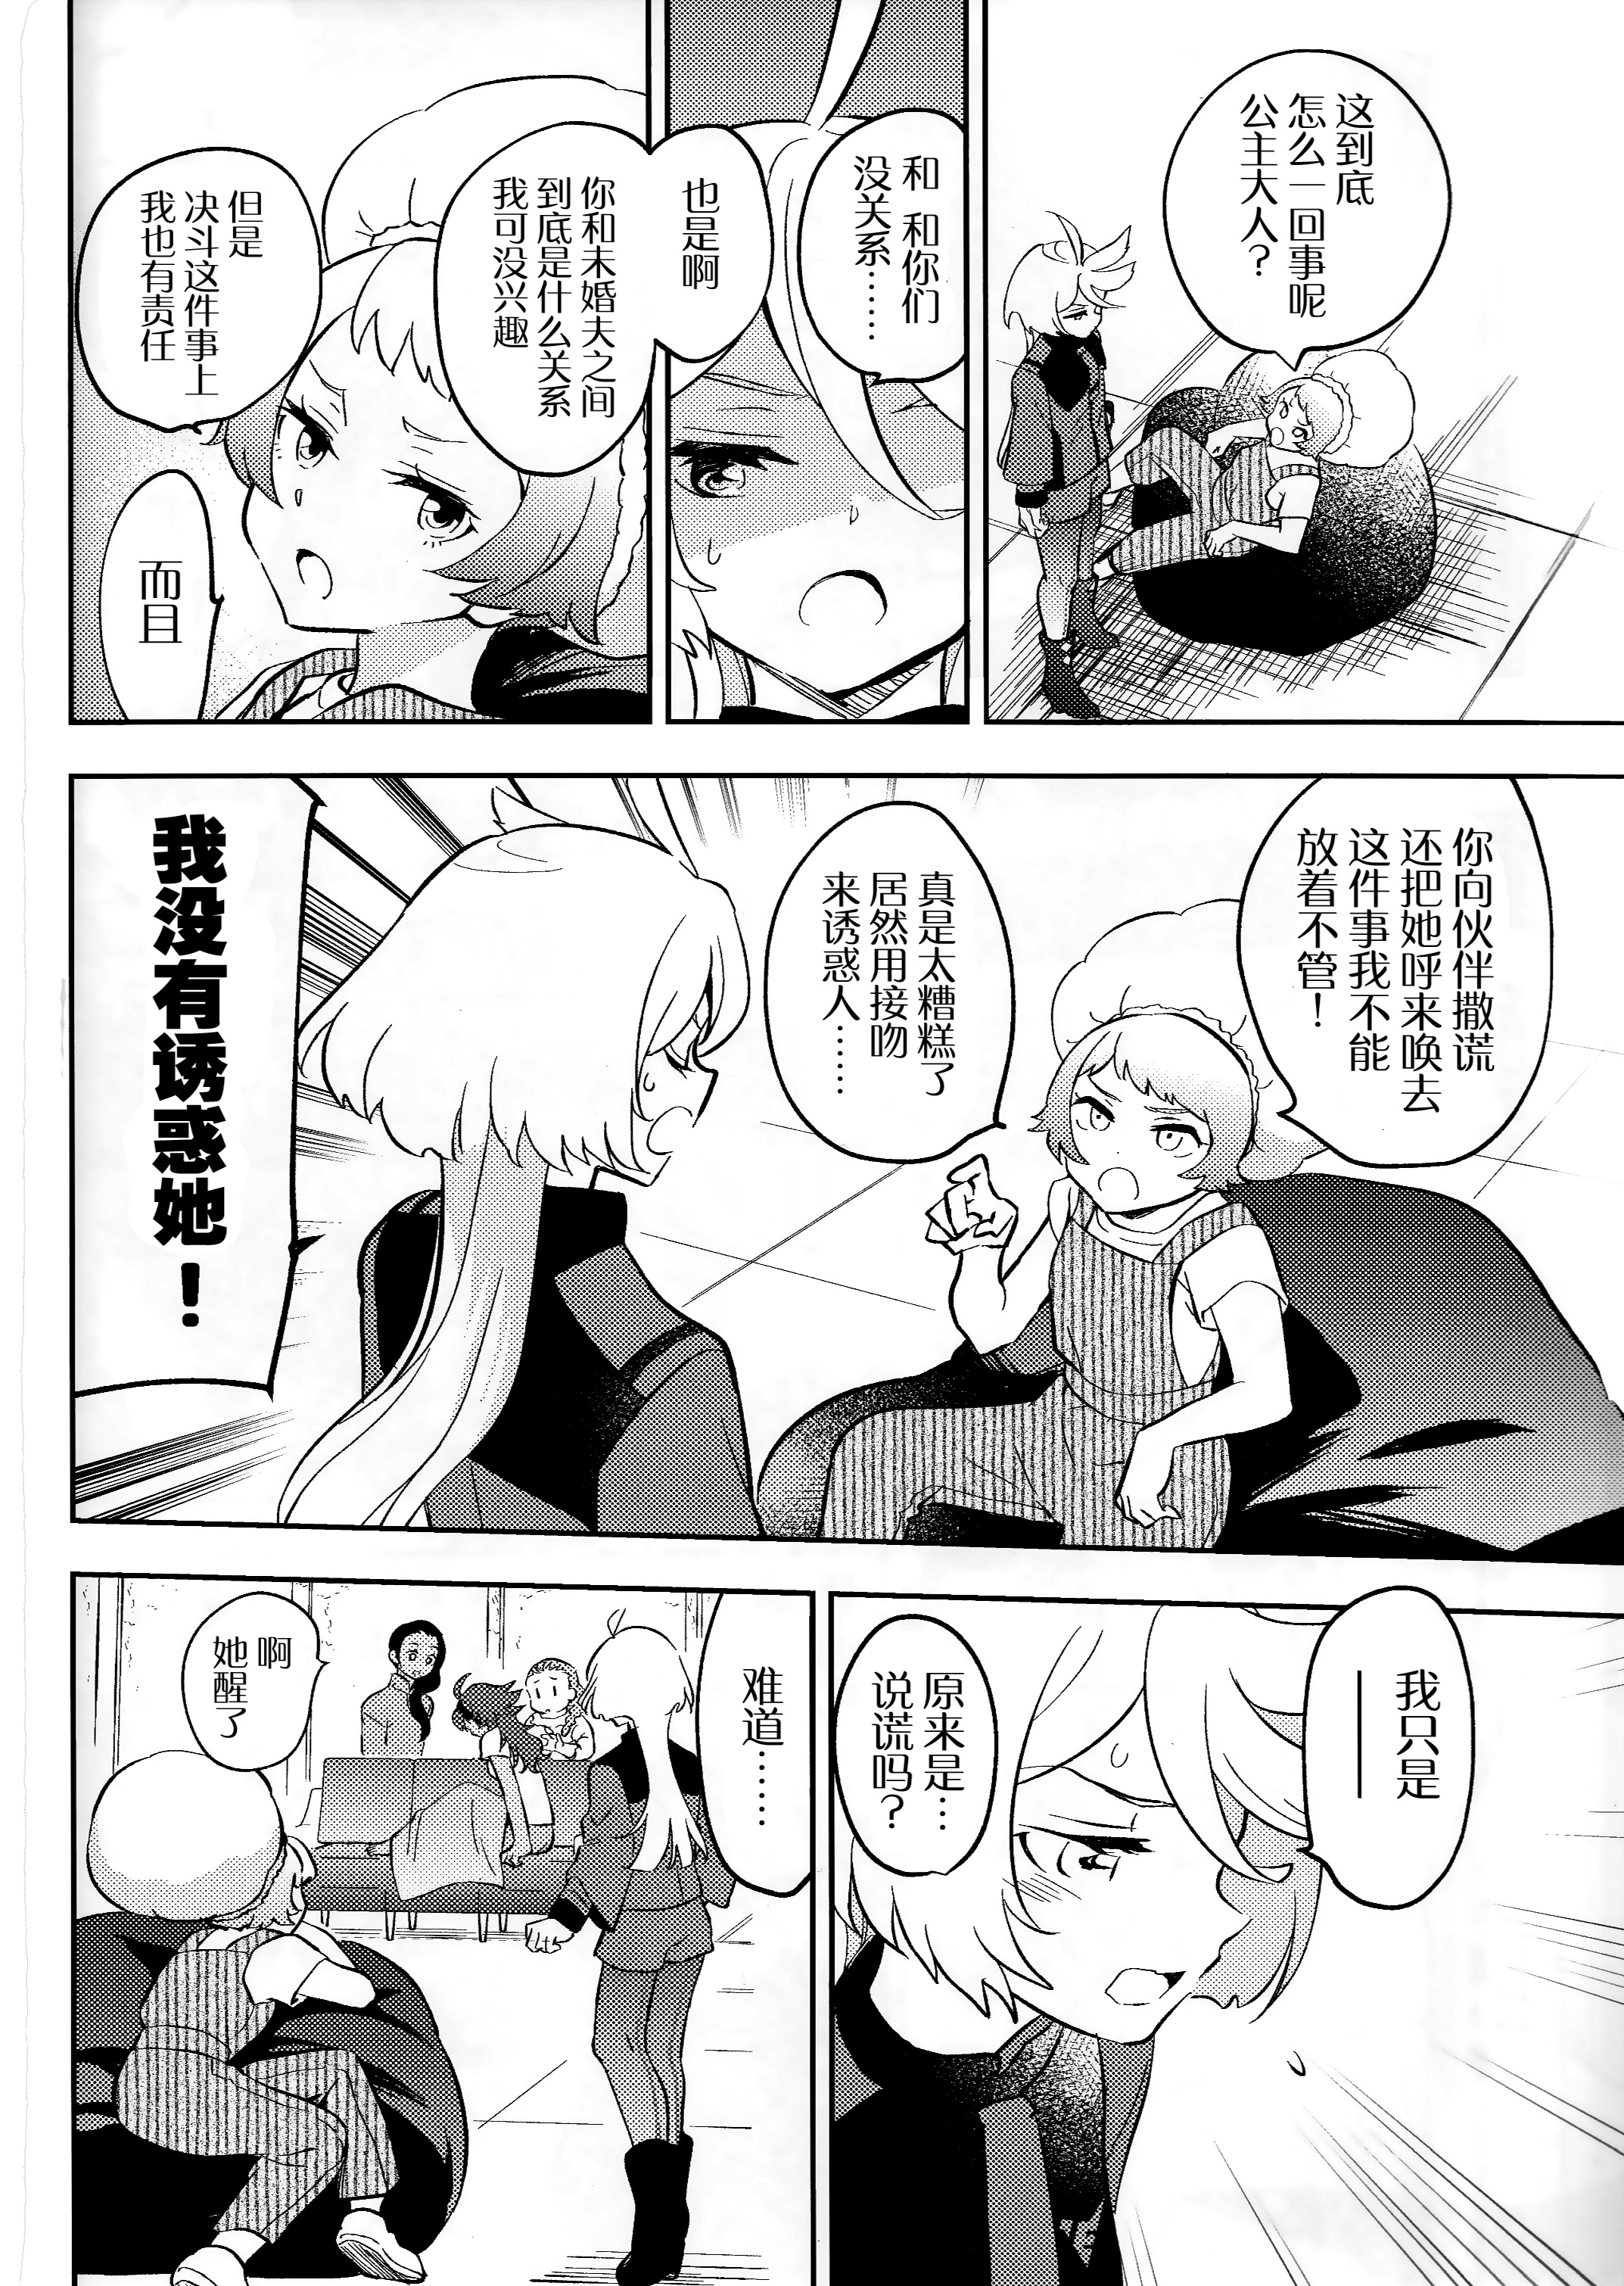 这到底
怎么一回事呢
公主大人？
和 和你们
没关系……
也是啊
你和未婚夫之间
到底是什么关系
我可没兴趣
但是
决斗这件事上
我也有责任
而且
你向伙伴撒谎
还把她呼来唤去
这件事我不能
放着不管！
真是太糟糕了
居然用接吻
来诱惑人……
我没有诱惑她！
我只是
——
原来是…
说谎吗？
难道……
啊
她醒了